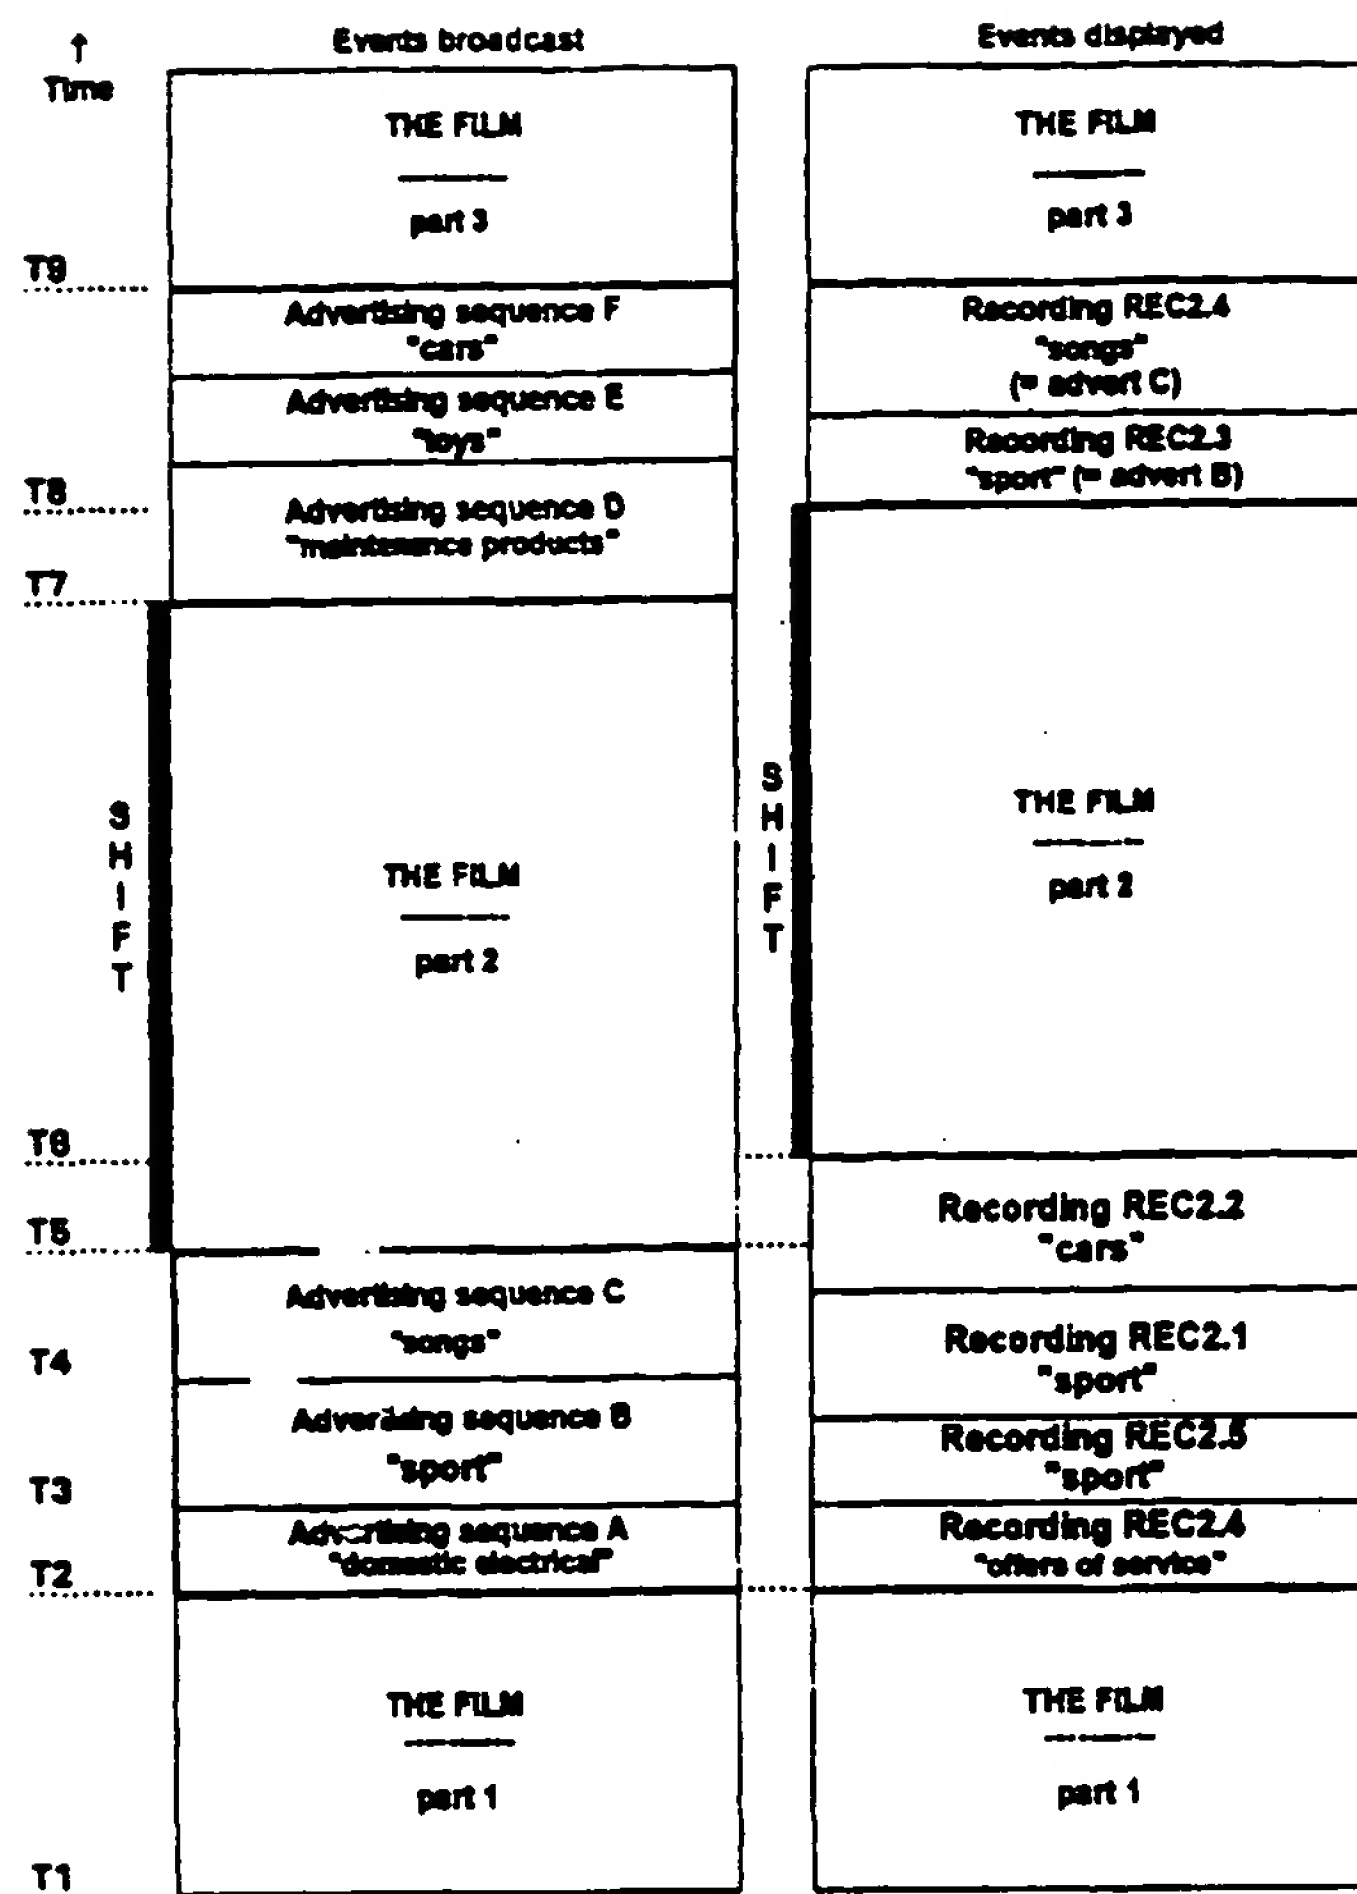 ↑
Time
Events broadcast
Events displayed
THE FILM
part 3
THE FILM
part 3
T9
Advertising sequence F
"cars"
Recording REC2.4
"songs"
(= advert C)
Advertising sequence E
"toys"
Recording REC2.3
"sport" (= advert B)
T8
Advertising sequence D
"maintenance products"
T7
SHIFT
THE FILM
part 2
SHIFT
THE FILM
part 2
T6
Recording REC2.2
"cars"
T5
Advertising sequence C
"songs"
Recording REC2.1
"sport"
T4
Advertising sequence B
"sport"
Recording REC2.5
"sport"
T3
Advertising sequence A
"domestic electrical"
Recording REC2.4
"offers of service"
T2
THE FILM
part 1
THE FILM
part 1
T1